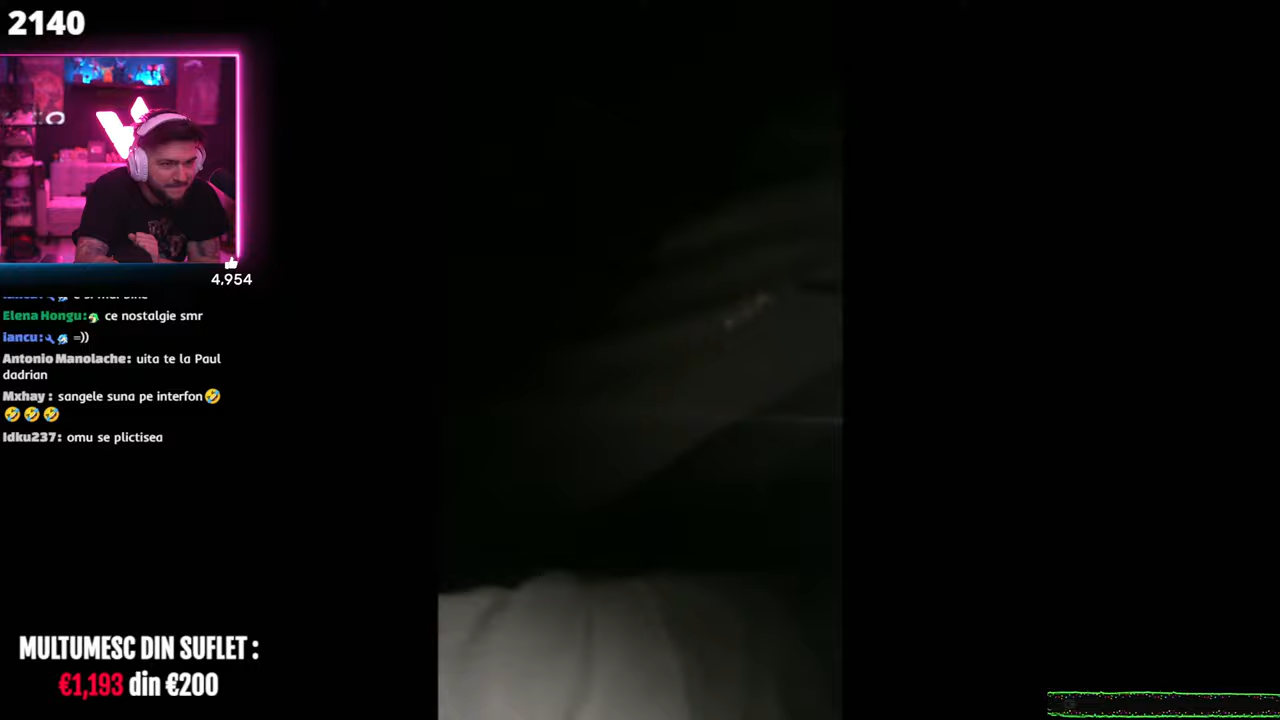 2140
4,954
Elena Hongu: ce nostalgie smr
iancu: =))
Antonio Manolache: uita te la Paul
dadrian
Mxhay : sangele suna pe interfon🤣
🤣🤣🤣
Idku237: omu se plictisea
MULTUMESC DIN SUFLET :
€1,193 din €200